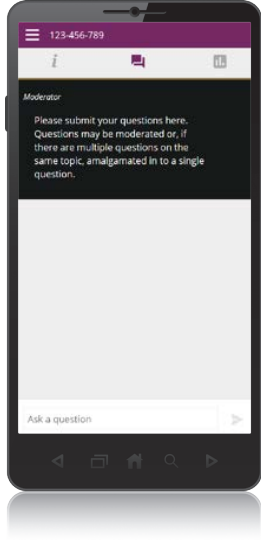 123-456-789
i
Moderator
Please submit your questions here.
Questions may be moderated or, if
there are multiple questions on the
same topic, amalgamated in to a single
question.
Ask a question